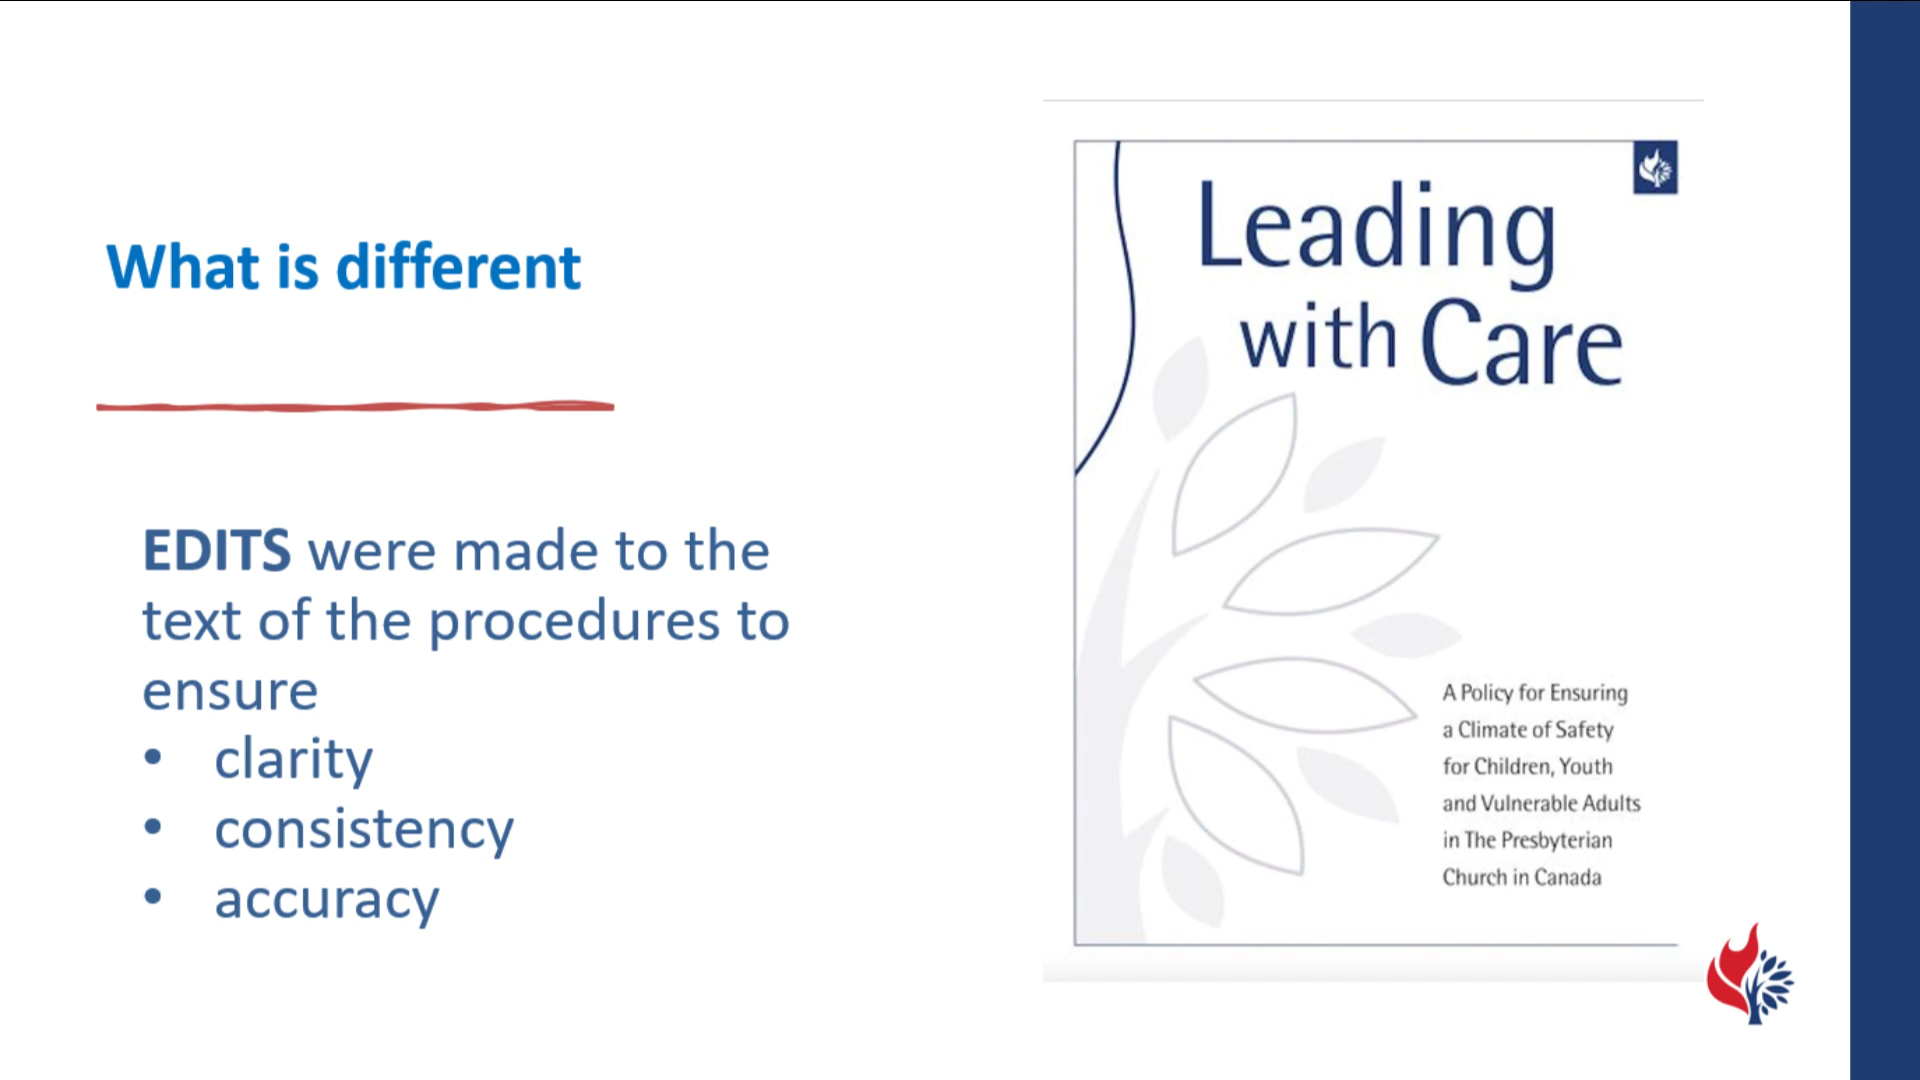 What is different
EDITS were made to the
text of the procedures to
ensure
• clarity
• consistency
• accuracy
Leading
with Care
A Policy for Ensuring
a Climate of Safety
for Children, Youth
and Vulnerable Adults
in The Presbyterian
Church in Canada